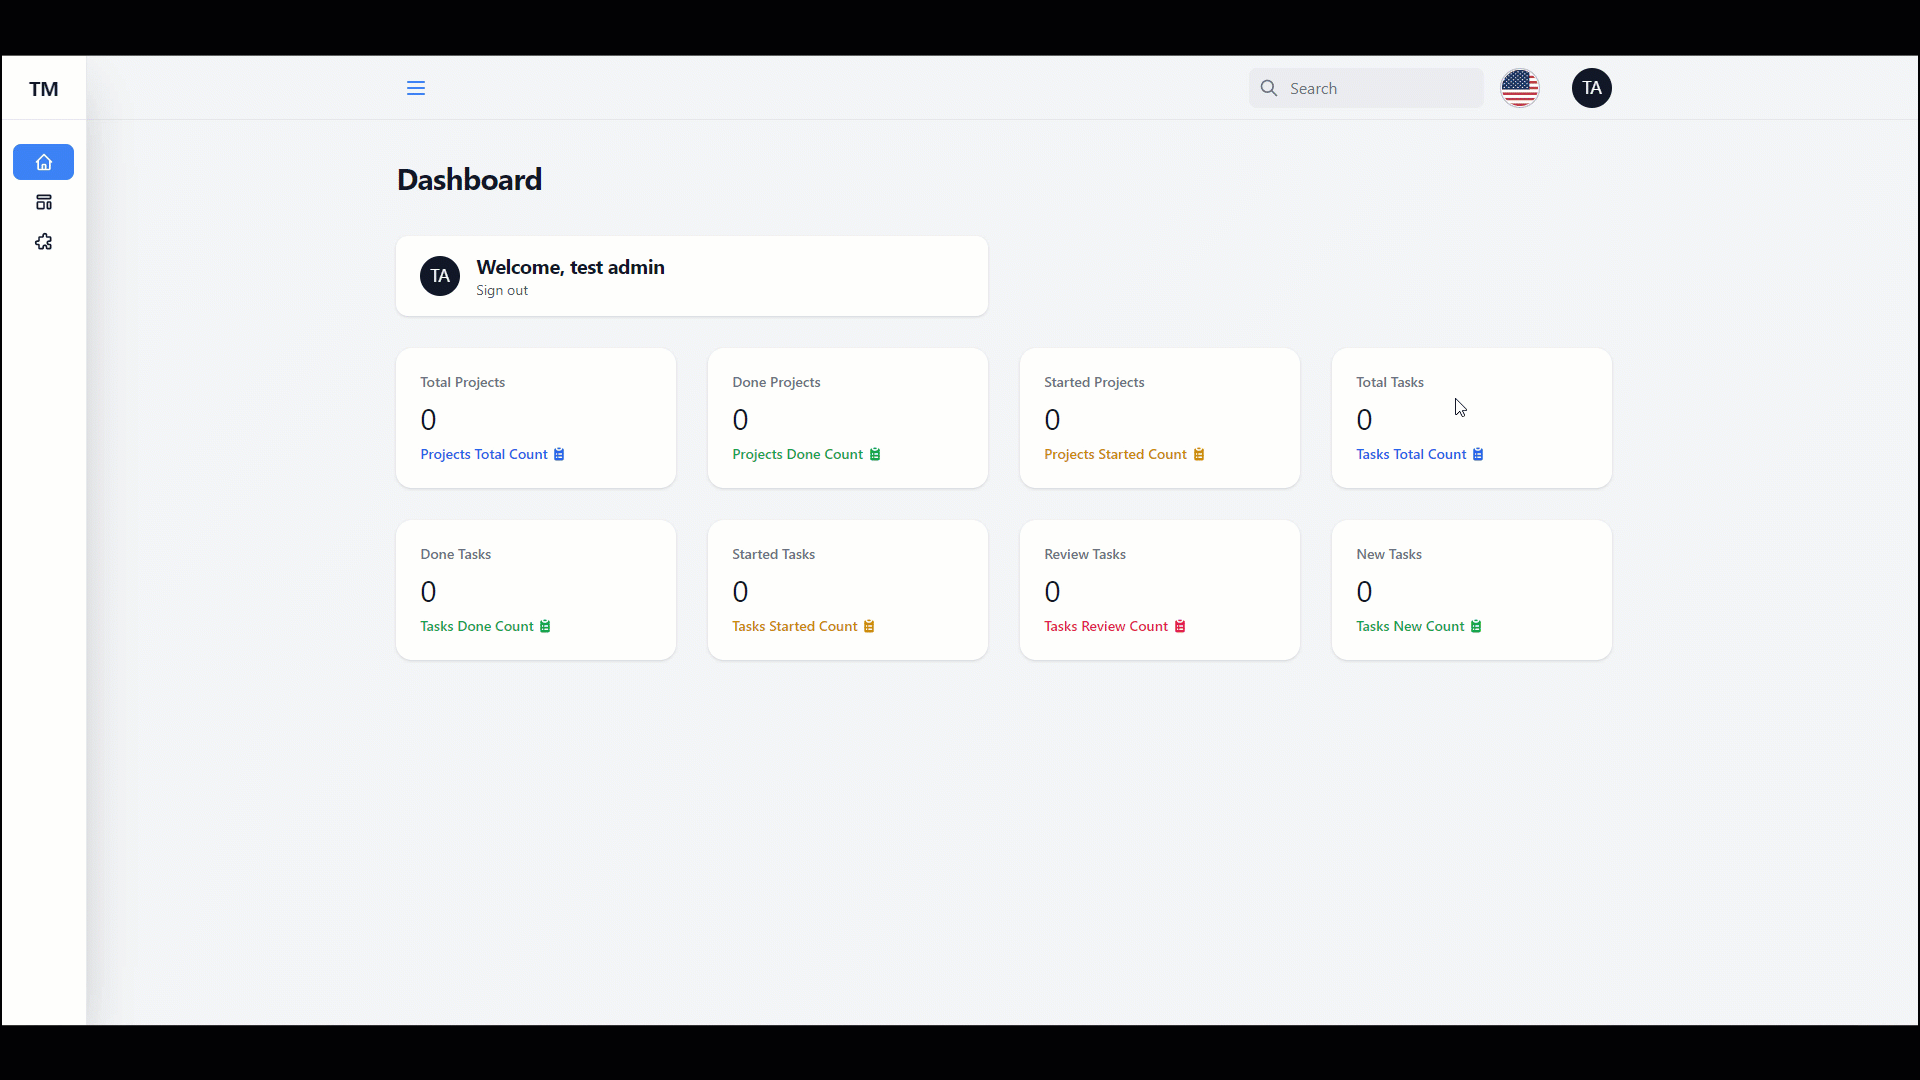 TM
Search
TA
Dashboard
TA
Welcome, test admin
Sign out
Total Projects
0
Projects Total Count
Done Projects
0
Projects Done Count
Started Projects
0
Projects Started Count
Total Tasks
0
Tasks Total Count
Done Tasks
0
Tasks Done Count
Started Tasks
0
Tasks Started Count
Review Tasks
0
Tasks Review Count
New Tasks
0
Tasks New Count